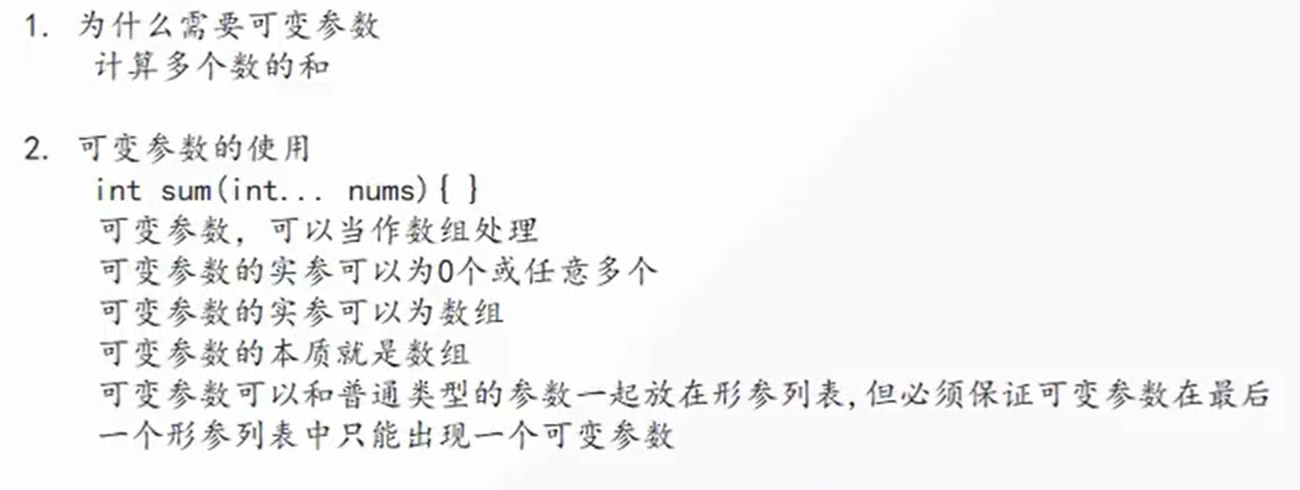 1. 为什么需要可变参数
计算多个数的和
2. 可变参数的使用
int sum(int... nums){ }
可变参数，可以当作数组处理
可变参数的实参可以为0个或任意多个
可变参数的实参可以为数组
可变参数的本质就是数组
可变参数可以和普通类型的参数一起放在形参列表,但必须保证可变参数在最后
一个形参列表中只能出现一个可变参数